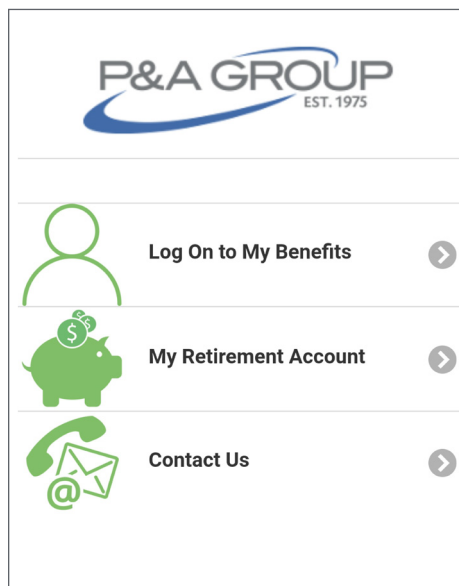 P&A GROUP
EST. 1975
Log On to My Benefits
$
$
My Retirement Account
Contact Us
@